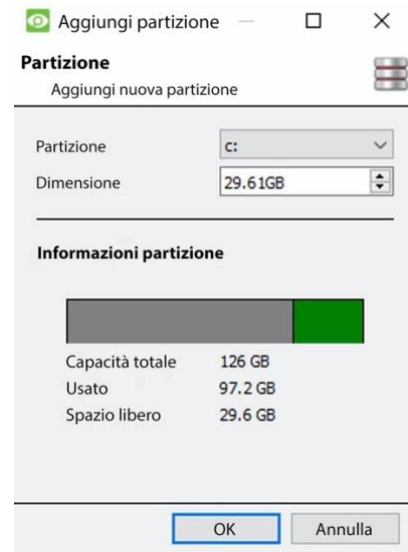 Aggiungi partizione
Partizione
Aggiungi nuova partizione
Partizione c:
Dimensione 29.61GB
Informazioni partizione
Capacità totale 126 GB
Usato 97.2 GB
Spazio libero 29.6 GB
OK Annulla